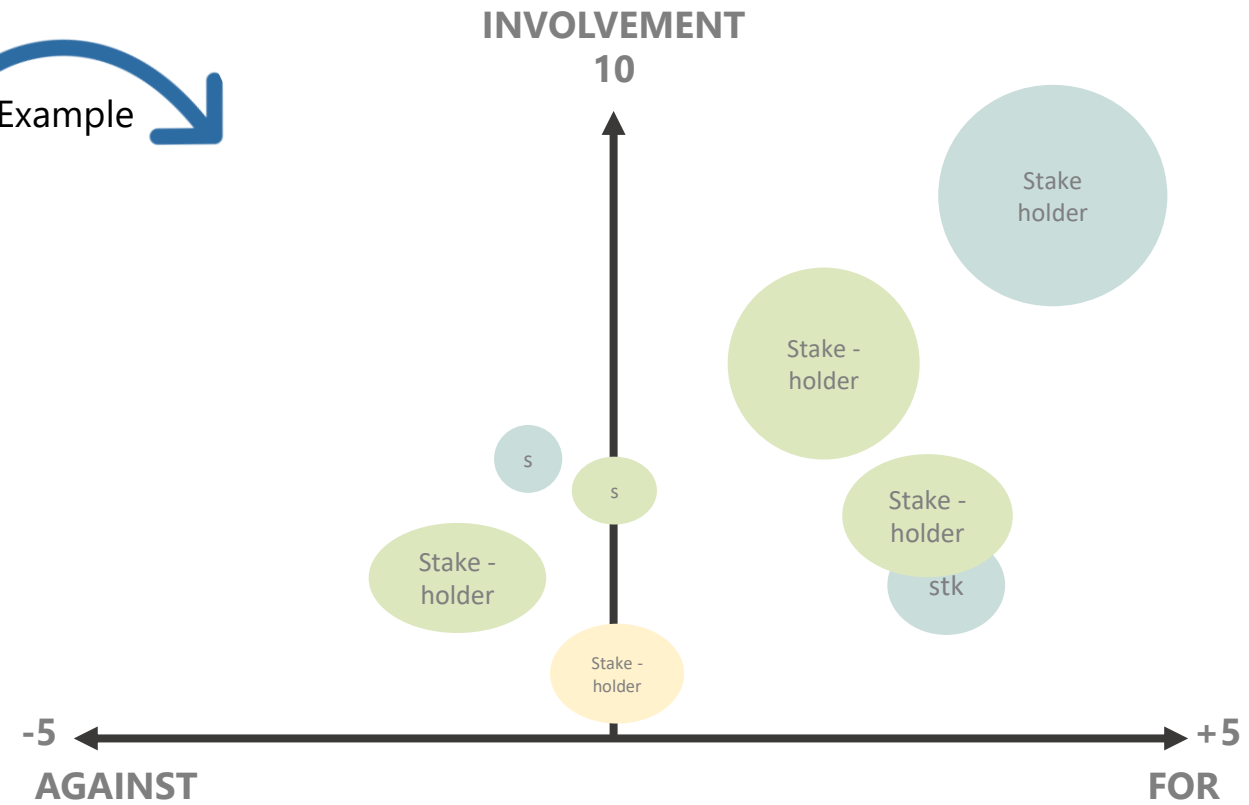 INVOLVEMENT
10
Example
Stake
holder
Stake -
holder
s
s
Stake -
holder
Stake -
holder
stk
Stake -
holder
-5
+5
AGAINST
FOR